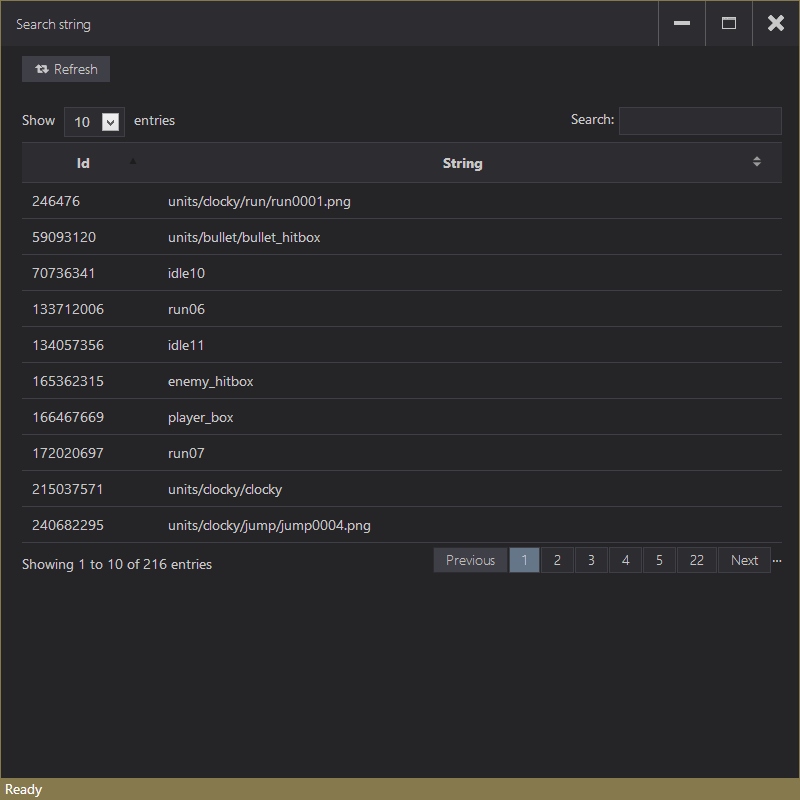 Search string
Refresh
Show 10 entries Search:
Id String
246476 units/clocky/run/run0001.png
59093120 units/bullet/bullet_hitbox
70736341 idle10
133712006 run06
134057356 idle11
165362315 enemy_hitbox
166467669 player_box
172020697 run07
215037571 units/clocky/clocky
240682295 units/clocky/jump/jump0004.png
Showing 1 to 10 of 216 entries Previous 1 2 3 4 5 22 Next ...
Ready